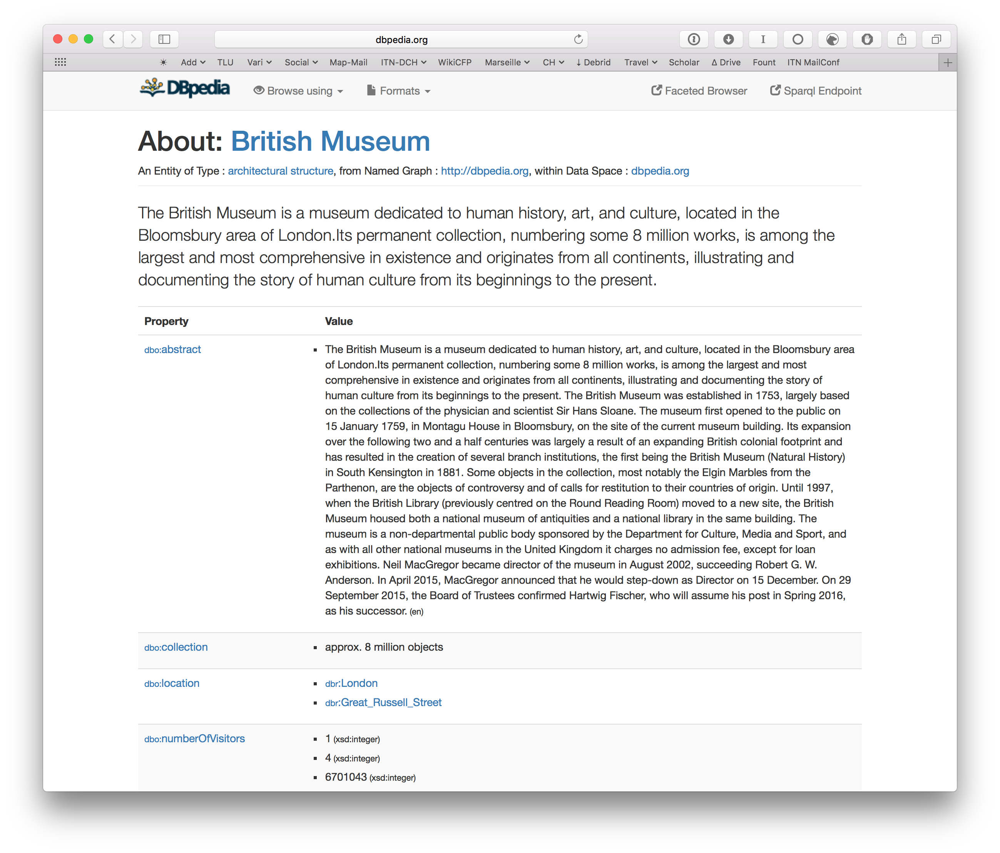 dbpedia.org
Add TLU Vari Social Map-Mail ITN-DCH WikiCFP Marseille CH ↓ Debrid Travel Scholar Δ Drive Fount ITN MailConf
DBpedia Browse using Formats Faceted Browser Sparql Endpoint
About: British Museum
An Entity of Type : architectural structure, from Named Graph : http://dbpedia.org, within Data Space : dbpedia.org
The British Museum is a museum dedicated to human history, art, and culture, located in the
Bloomsbury area of London.Its permanent collection, numbering some 8 million works, is among the
largest and most comprehensive in existence and originates from all continents, illustrating and
documenting the story of human culture from its beginnings to the present.
Property Value
dbo:abstract The British Museum is a museum dedicated to human history, art, and culture, located in the Bloomsbury area
of London.Its permanent collection, numbering some 8 million works, is among the largest and most
comprehensive in existence and originates from all continents, illustrating and documenting the story of
human culture from its beginnings to the present. The British Museum was established in 1753, largely based
on the collections of the physician and scientist Sir Hans Sloane. The museum first opened to the public on
15 January 1759, in Montagu House in Bloomsbury, on the site of the current museum building. Its expansion
over the following two and a half centuries was largely a result of an expanding British colonial footprint and
has resulted in the creation of several branch institutions, the first being the British Museum (Natural History)
in South Kensington in 1881. Some objects in the collection, most notably the Elgin Marbles from the
Parthenon, are the objects of controversy and of calls for restitution to their countries of origin. Until 1997,
when the British Library (previously centred on the Round Reading Room) moved to a new site, the British
Museum housed both a national museum of antiquities and a national library in the same building. The
museum is a non-departmental public body sponsored by the Department for Culture, Media and Sport, and
as with all other national museums in the United Kingdom it charges no admission fee, except for loan
exhibitions. Neil MacGregor became director of the museum in August 2002, succeeding Robert G. W.
Anderson. In April 2015, MacGregor announced that he would step-down as Director on 15 December. On 29
September 2015, the Board of Trustees confirmed Hartwig Fischer, who will assume his post in Spring 2016,
as his successor. (en)
dbo:collection approx. 8 million objects
dbo:location dbr:London
dbr:Great_Russell_Street
dbo:numberOfVisitors 1 (xsd:integer)
4 (xsd:integer)
6701043 (xsd:integer)